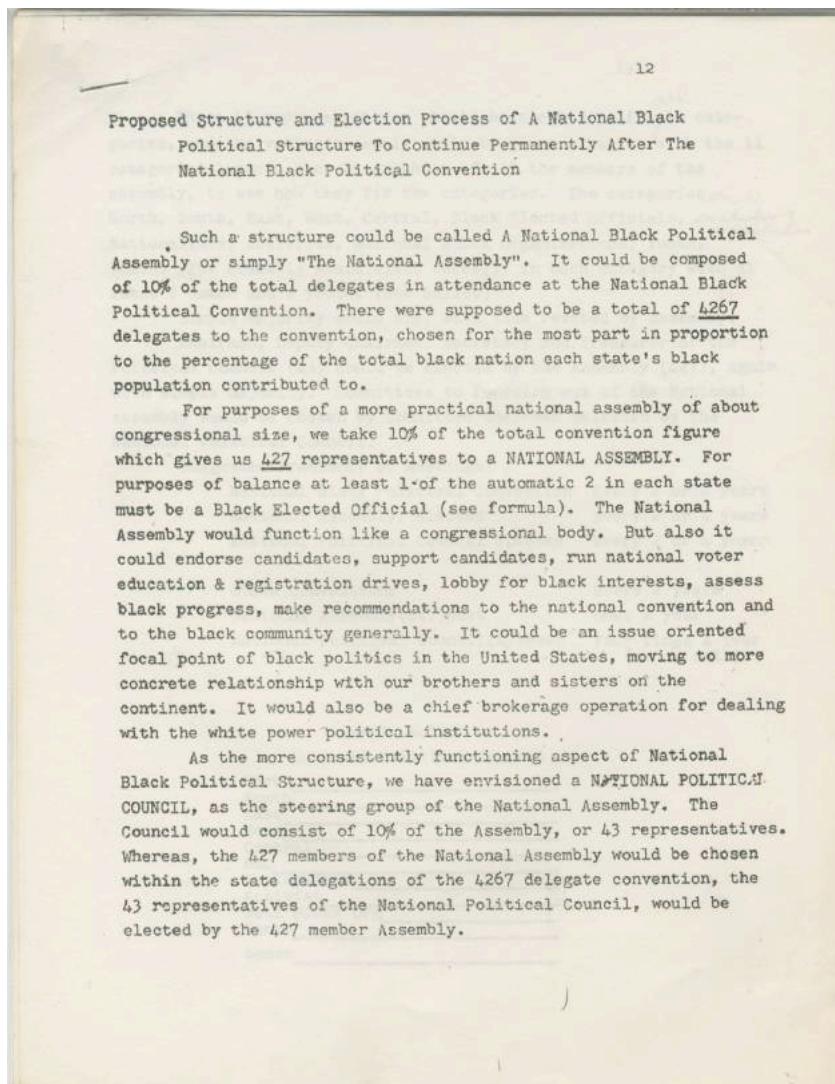 12
Proposed Structure and Election Process of A National Black
Political Structure To Continue Permanently After The
National Black Political Convention
Such a structure could be called A National Black Political
Assembly or simply "The National Assembly". It could be composed
of 10% of the total delegates in attendance at the National Black
Political Convention. There were supposed to be a total of 4267
delegates to the convention, chosen for the most part in proportion
to the percentage of the total black nation each state's black
population contributed to.
For purposes of a more practical national assembly of about
congressional size, we take 10% of the total convention figure
which gives us 427 representatives to a NATIONAL ASSEMBLY. For
purposes of balance at least 1 of the automatic 2 in each state
must be a Black Elected Official (see formula). The National
Assembly would function like a congressional body. But also it
could endorse candidates, support candidates, run national voter
education & registration drives, lobby for black interests, assess
black progress, make recommendations to the national convention and
to the black community generally. It could be an issue oriented
focal point of black politics in the United States, moving to more
concrete relationship with our brothers and sisters on the
continent. It would also be a chief brokerage operation for dealing
with the white power political institutions.
As the more consistently functioning aspect of National
Black Political Structure, we have envisioned a NATIONAL POLITICAL
COUNCIL, as the steering group of the National Assembly. The
Council would consist of 10% of the Assembly, or 43 representatives.
Whereas, the 427 members of the National Assembly would be chosen
within the state delegations of the 4267 delegate convention, the
43 representatives of the National Political Council, would be
elected by the 427 member Assembly.